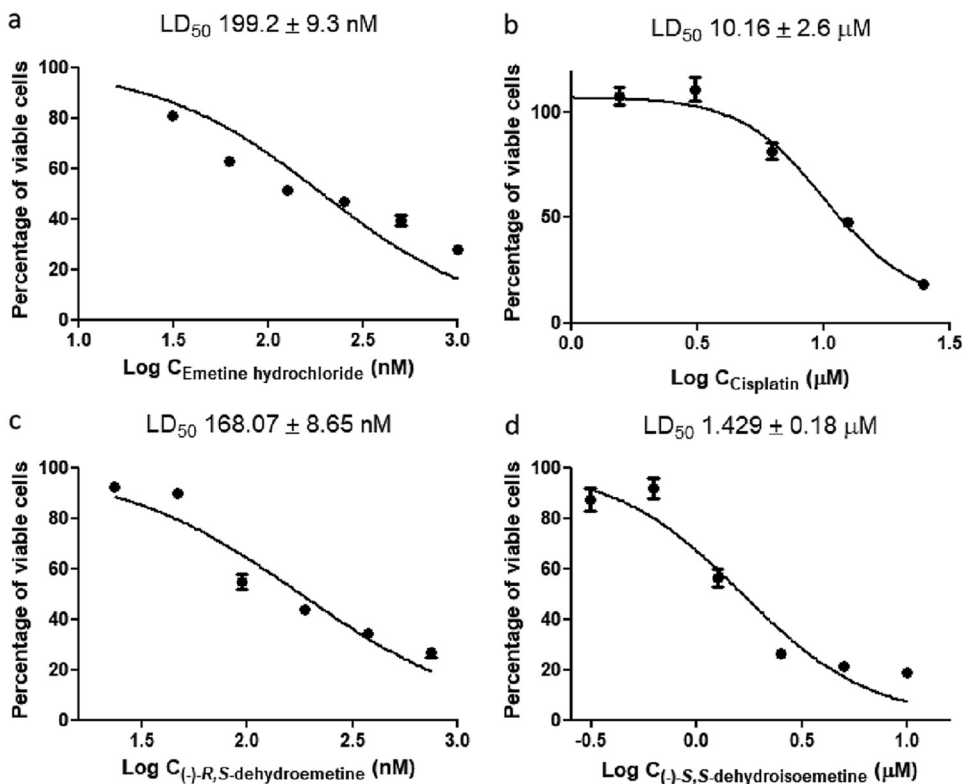 a
LD50 199.2 ± 9.3 nM
Percentage of viable cells
100
80
60
40
20
0
1.0 1.5 2.0 2.5 3.0
Log C Emetine hydrochloride (nM)
b
LD50 10.16 ± 2.6 µM
Percentage of viable cells
100
50
0
0.0 0.5 1.0 1.5
Log C Cisplatin (µM)
c
LD50 168.07 ± 8.65 nM
Percentage of viable cells
100
80
60
40
20
0
1.5 2.0 2.5 3.0
Log C (-)-R,S-dehydroemetine (nM)
d
LD50 1.429 ± 0.18 µM
Percentage of viable cells
100
80
60
40
20
0
-0.5 0.0 0.5 1.0
Log C (-)-S,S-dehydroisoemetine (µM)